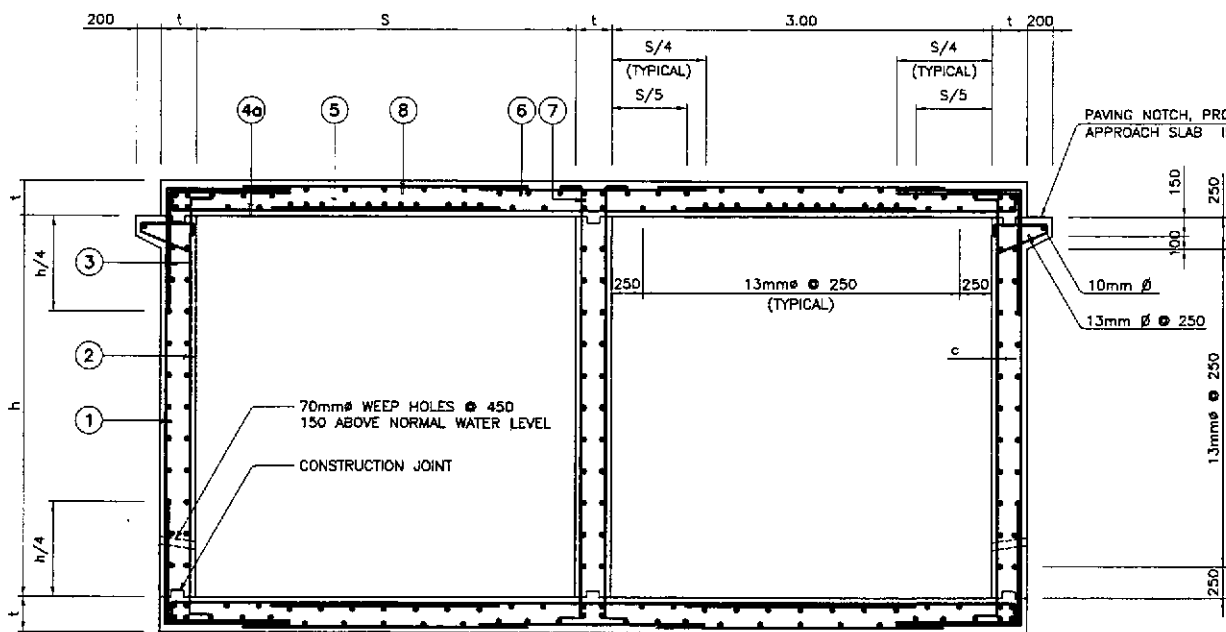 200 t S t 3.00 t 200
S/4
(TYPICAL)
S/4
(TYPICAL)
S/5
S/5
4a 5 8 6 7
PAVING NOTCH,
APPROACH SLAB
t
150
250
100
h/4
3
250 13mmø @ 250 250
(TYPICAL)
10mm Ø
13mm Ø @ 250
2
c
h
1
70mmø WEEP HOLES @ 450
150 ABOVE NORMAL WATER LEVEL
13mmø @ 250
CONSTRUCTION JOINT
h/4
250
t